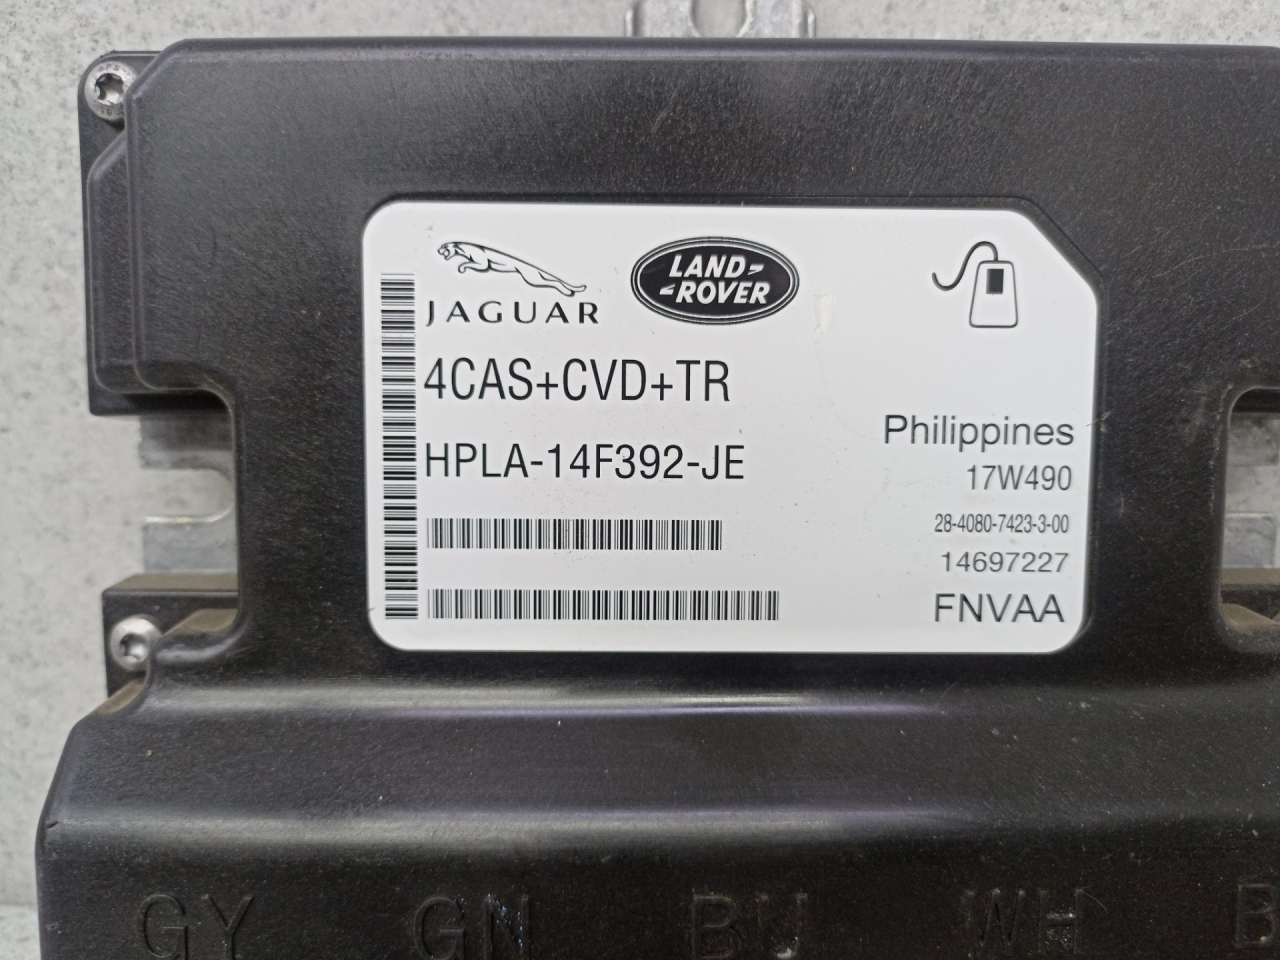 JAGUAR
LAND ROVER
4CAS+CVD+TR
HPLA-14F392-JE
Philippines
17W490
28-4080-7423-3-00
14697227
FNVAA
GY GN BU WH